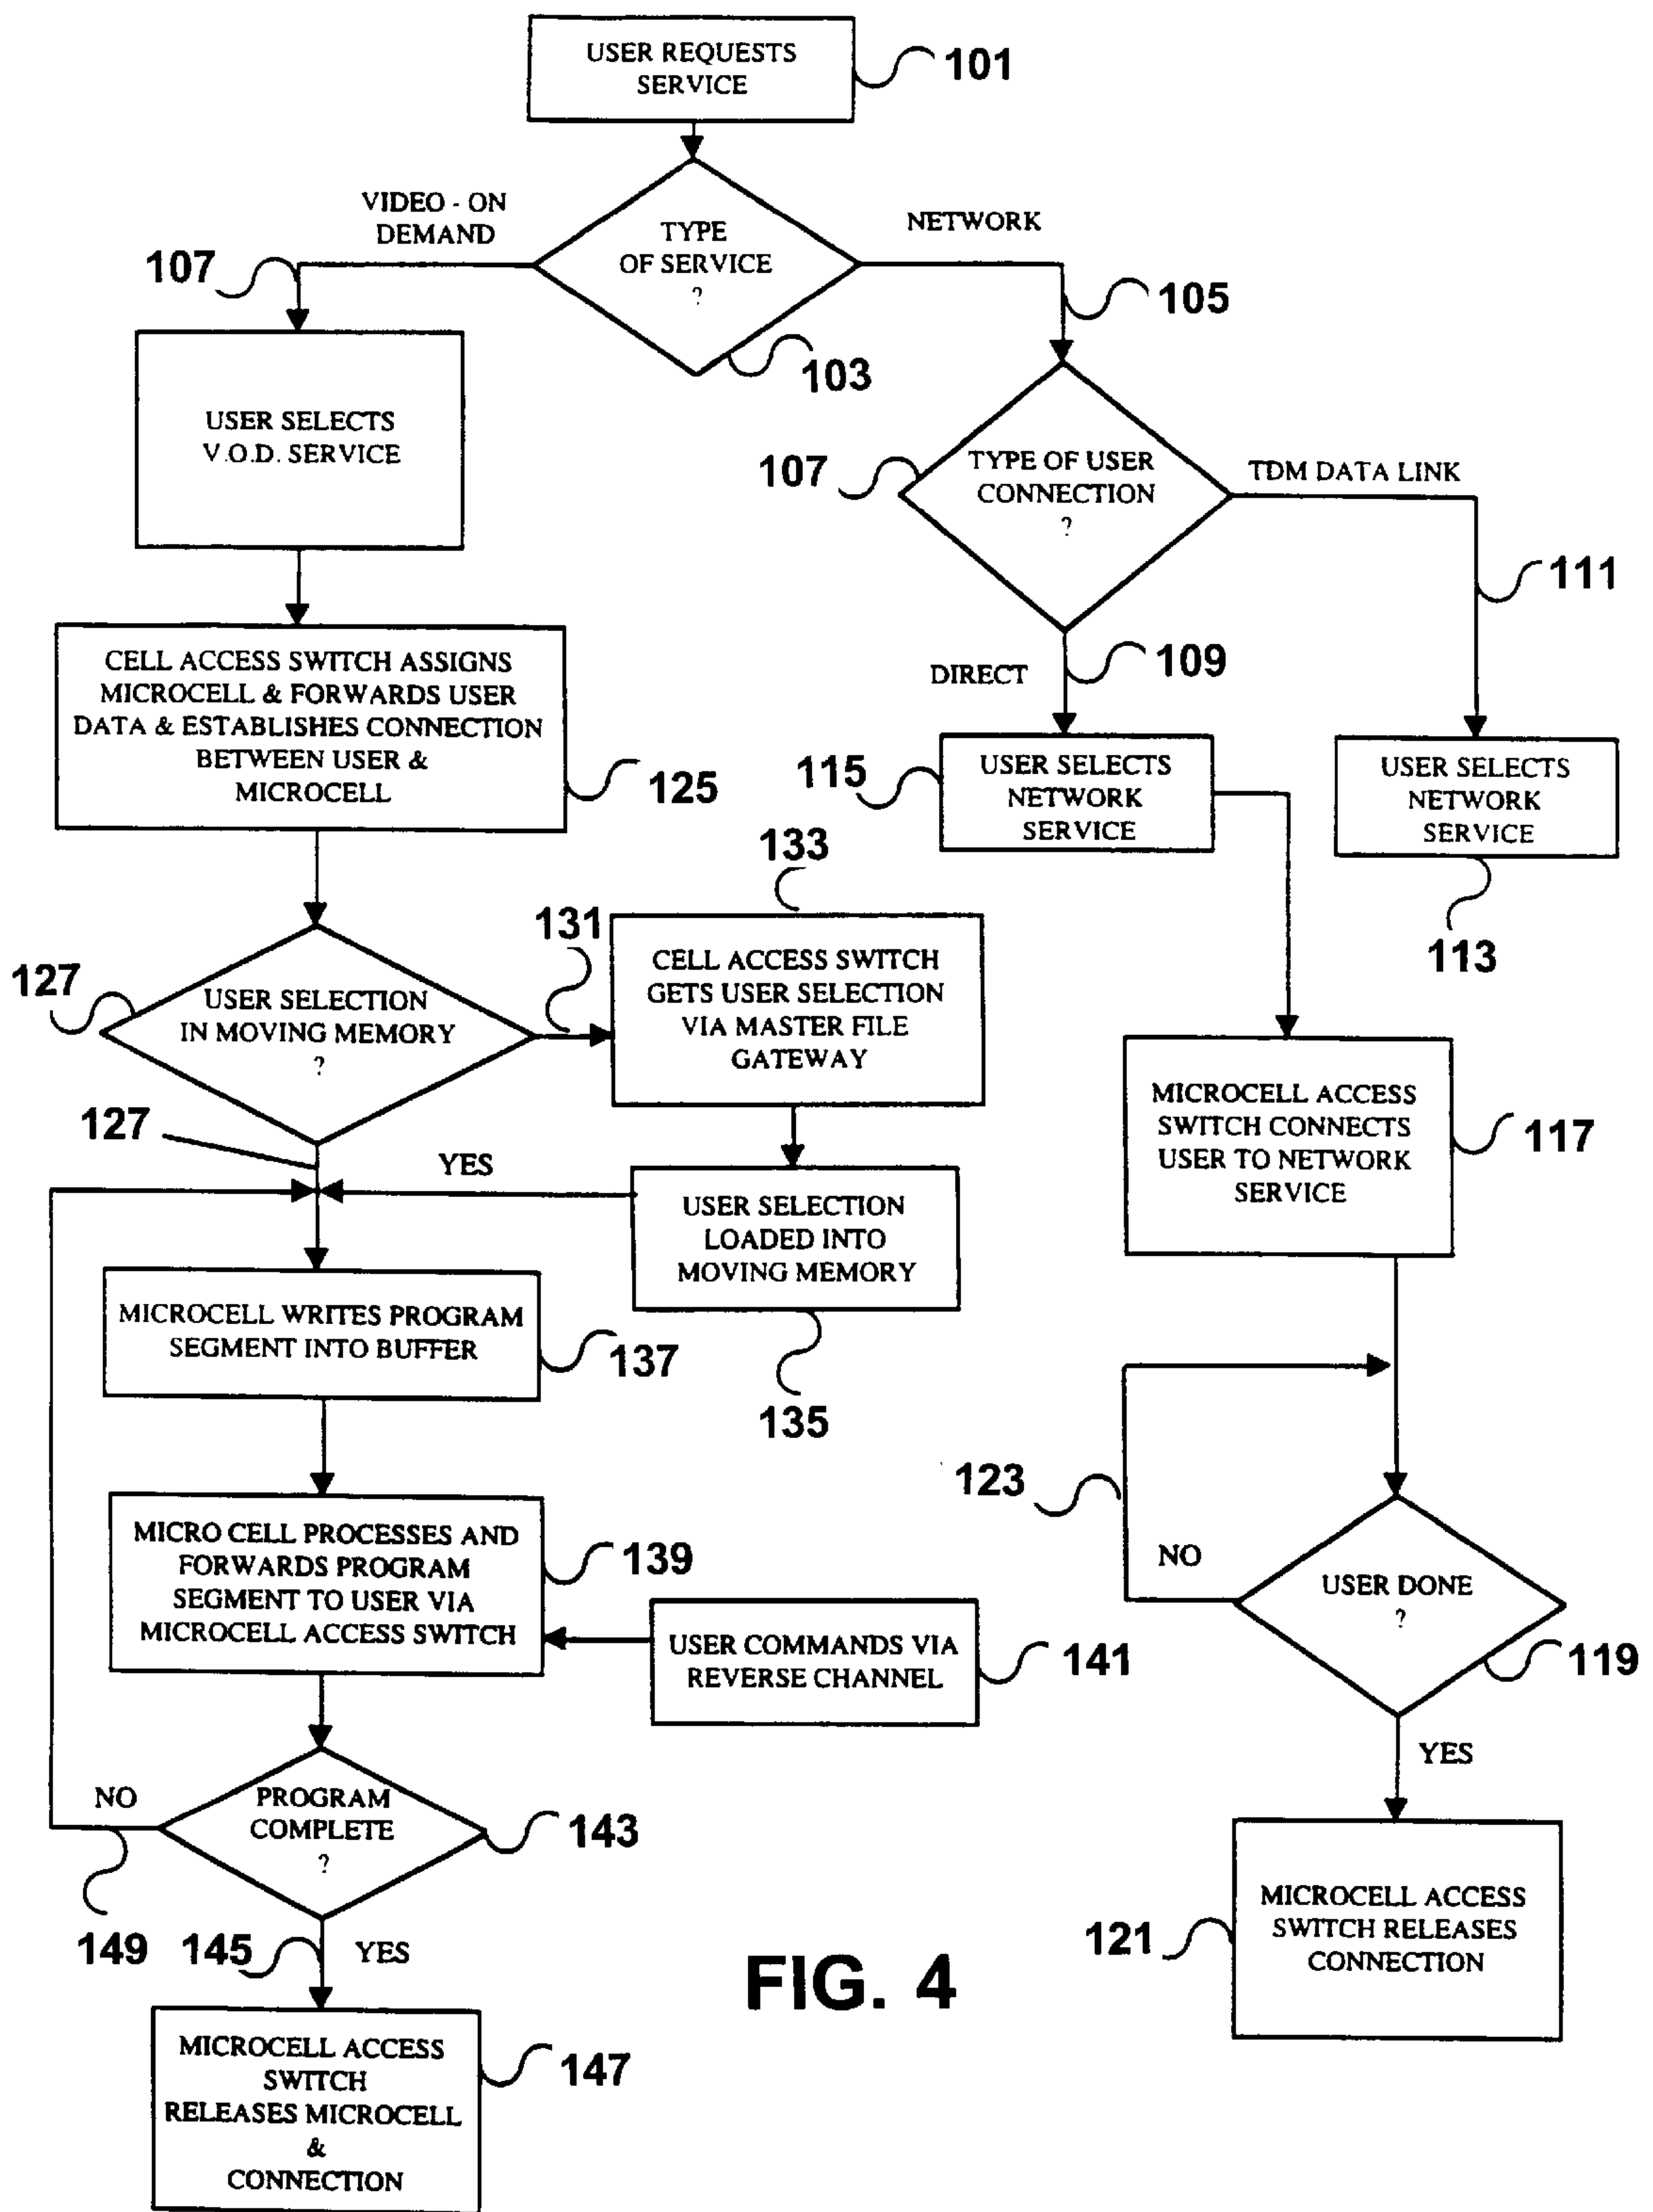 USER REQUESTS
SERVICE
101
VIDEO - ON
DEMAND
NETWORK
TYPE
OF SERVICE
?
107
105
103
USER SELECTS
V.O.D. SERVICE
107
TYPE OF USER
CONNECTION
?
TDM DATA LINK
111
DIRECT
109
CELL ACCESS SWITCH ASSIGNS
MICROCELL & FORWARDS USER
DATA & ESTABLISHES CONNECTION
BETWEEN USER &
MICROCELL
125
115
USER SELECTS
NETWORK
SERVICE
USER SELECTS
NETWORK
SERVICE
113
133
131
127
USER SELECTION
IN MOVING MEMORY
?
CELL ACCESS SWITCH
GETS USER SELECTION
VIA MASTER FILE
GATEWAY
127
YES
MICROCELL ACCESS
SWITCH CONNECTS
USER TO NETWORK
SERVICE
117
USER SELECTION
LOADED INTO
MOVING MEMORY
135
MICROCELL WRITES PROGRAM
SEGMENT INTO BUFFER
137
123
NO
USER DONE
?
119
YES
MICRO CELL PROCESSES AND
FORWARDS PROGRAM
SEGMENT TO USER VIA
MICROCELL ACCESS SWITCH
139
USER COMMANDS VIA
REVERSE CHANNEL
141
NO
PROGRAM
COMPLETE
?
143
149
145
YES
121
MICROCELL ACCESS
SWITCH RELEASES
CONNECTION
FIG. 4
MICROCELL ACCESS
SWITCH
RELEASES MICROCELL
&
CONNECTION
147